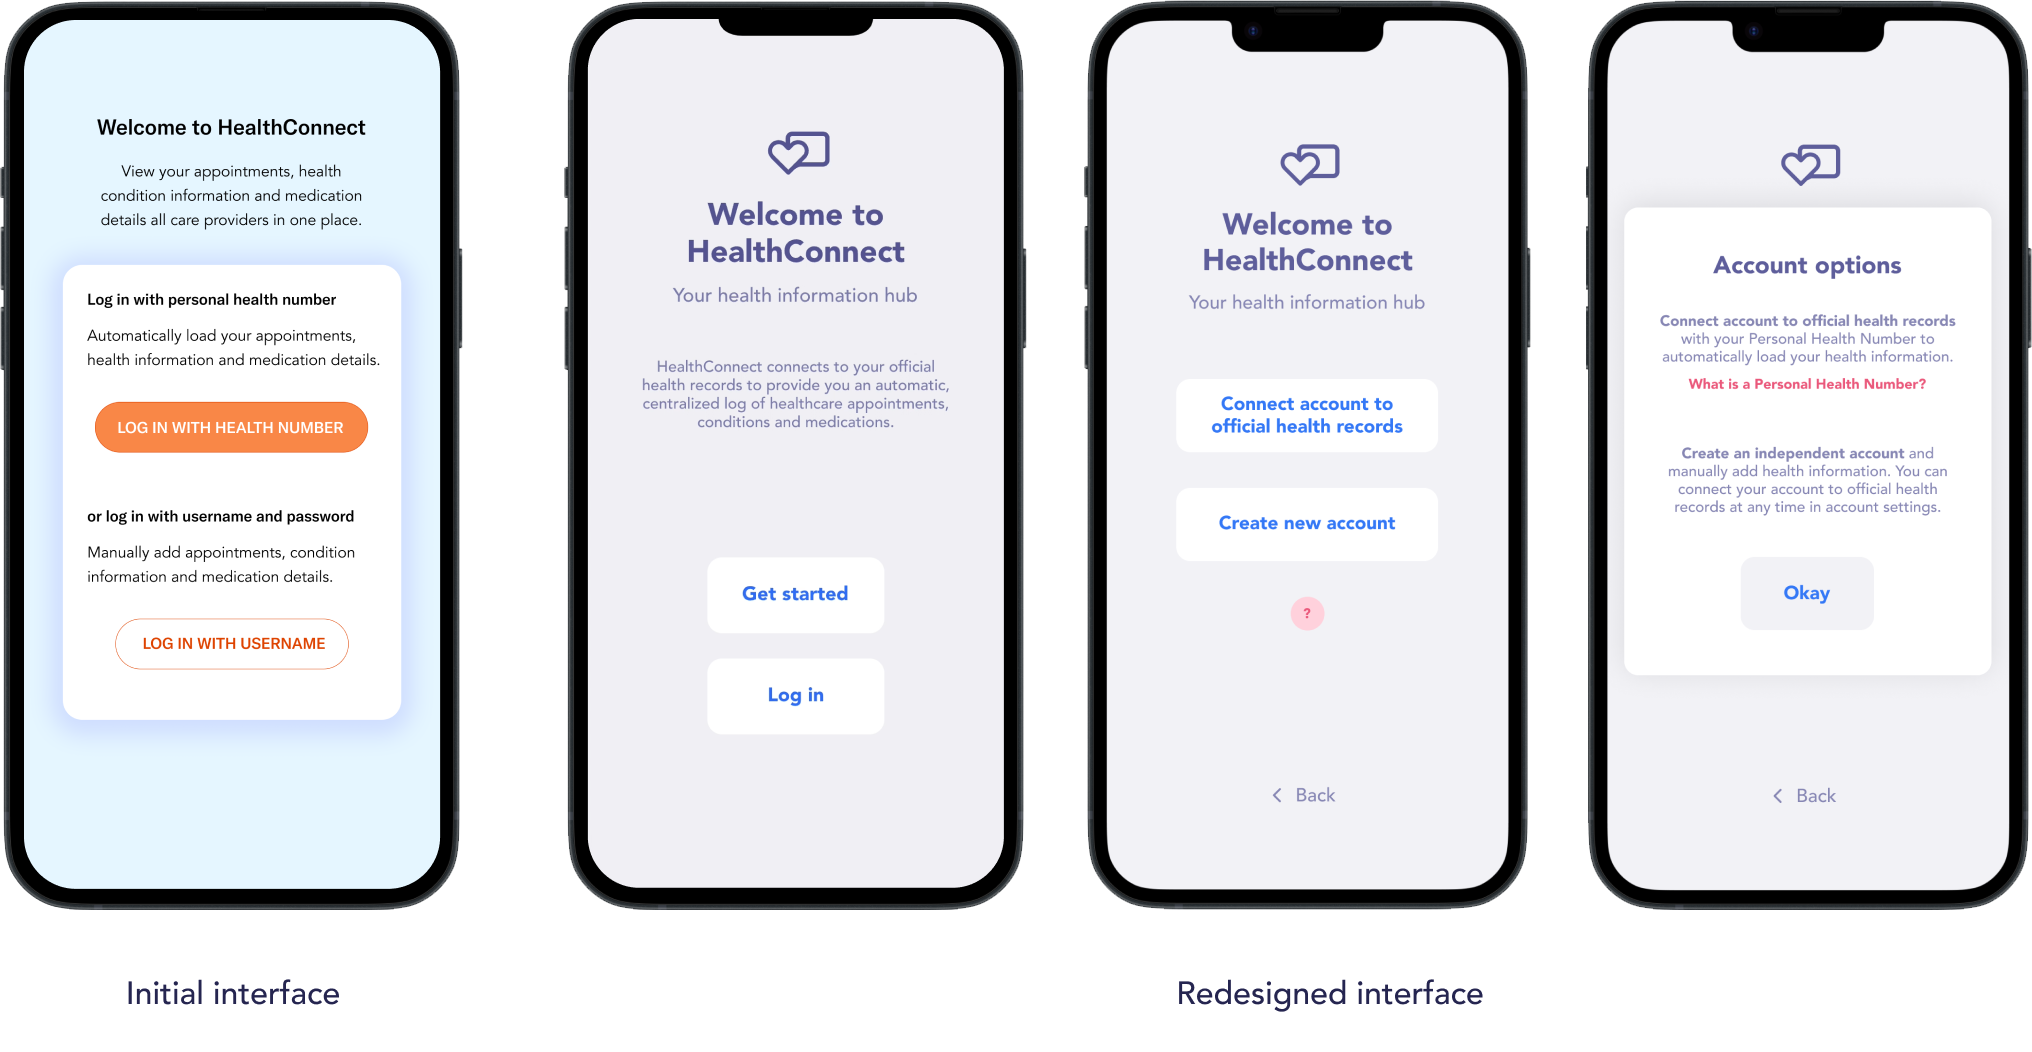 Welcome to HealthConnect
View your appointments, health
condition information and medication
details all care providers in one place.
Log in with personal health number
Automatically load your appointments,
health information and medication details.
LOG IN WITH HEALTH NUMBER
or log in with username and password
Manually add appointments, condition
information and medication details.
LOG IN WITH USERNAME
Welcome to
HealthConnect
Your health information hub
HealthConnect connects to your official
health records to provide you an automatic,
centralized log of healthcare appointments,
conditions and medications.
Get started
Log in
Welcome to
HealthConnect
Your health information hub
Connect account to
official health records
Create new account
?
Back
Account options
Connect account to official health records
with your Personal Health Number to
automatically load your health information.
What is a Personal Health Number?
Create an independent account and
manually add health information. You can
connect your account to official health
records at any time in account settings.
Okay
Back
Initial interface
Redesigned interface